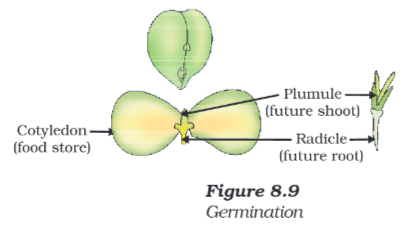 Plumule
(future shoot)
Cotyledon
(food store)
Radicle
(future root)
Figure 8.9
Germination